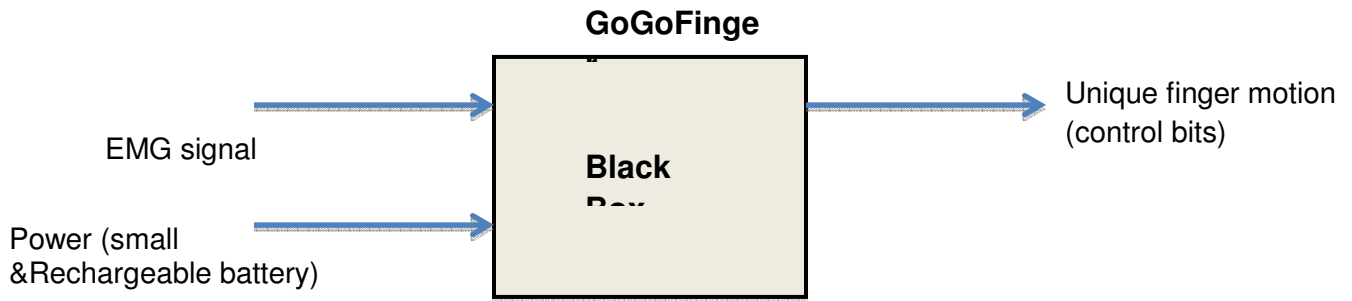 GoGoFinge
EMG signal
Power (small
&Rechargeable battery)
Black
Unique finger motion
(control bits)